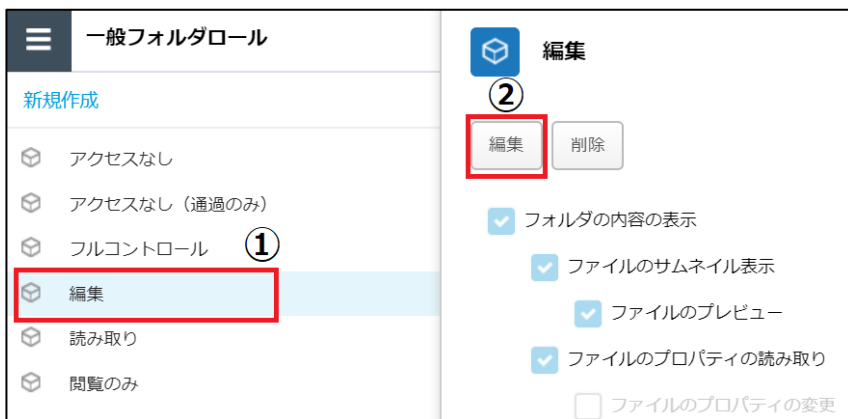 一般フォルダロール
新規作成
アクセスなし
アクセスなし（通過のみ）
フルコントロール
①
編集
読み取り
閲覧のみ
編集
②
編集
削除
フォルダの内容の表示
ファイルのサムネイル表示
ファイルのプレビュー
ファイルのプロパティの読み取り
ファイルのプロパティの変更